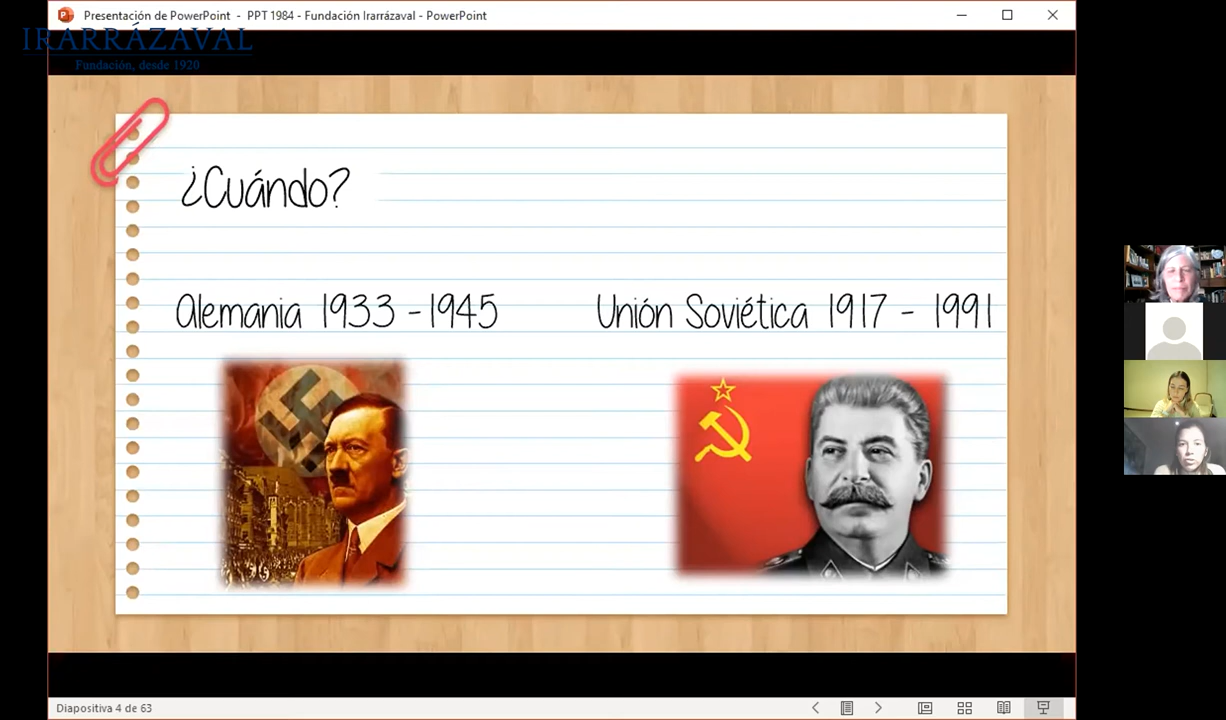 Presentación de PowerPoint - PPT 1984 - Fundación Irarrázaval - PowerPoint
IRARRÁZAVAL
Fundación, desde 1920
¿Cuándo?
Alemania 1933 - 1945
Unión Soviética 1917 - 1991
Diapositiva 4 de 63